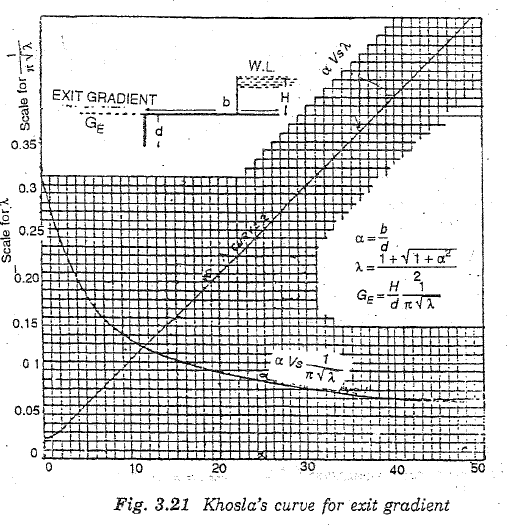 Scale for 1/π√λ
W.L.
α Vs λ
EXIT GRADIENT
b
H
G_E
d
0.35
0.3
0.25
0.20
0.15
0.1
0.05
0
Scale for λ
α = b/d
λ = (1 + √(1 + α²))/2
G_E = H/d 1/π√λ
α Vs 1/π√λ
0 10 20 30 40 50
Fig. 3.21 Khosla's curve for exit gradient